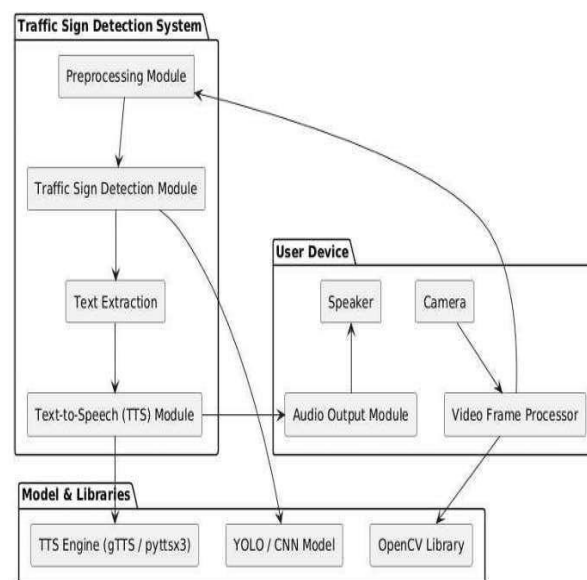 Traffic Sign Detection System
Preprocessing Module
Traffic Sign Detection Module
Text Extraction
Text-to-Speech (TTS) Module
User Device
Speaker
Camera
Audio Output Module
Video Frame Processor
Model & Libraries
TTS Engine (gTTS / pyttsx3)
YOLO / CNN Model
OpenCV Library